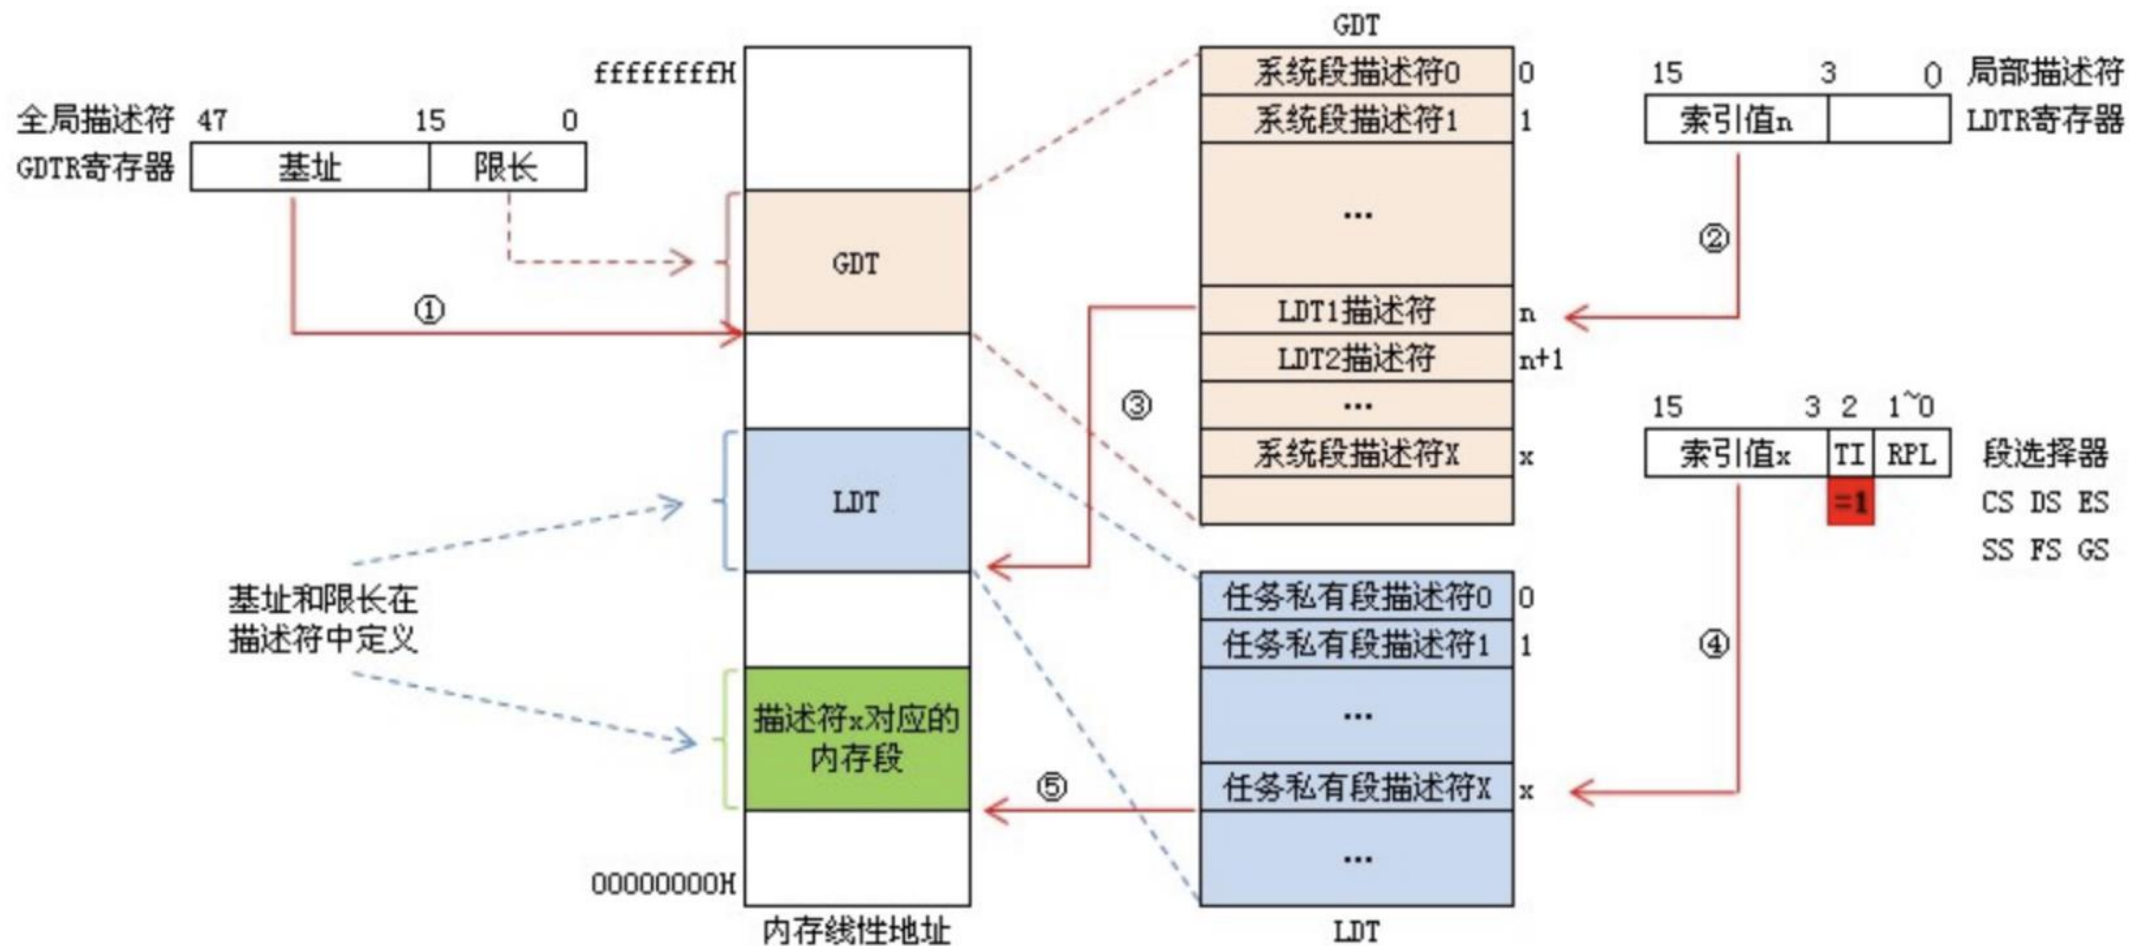 GDT
ffffffffH
全局描述符 47 15 0
GDTR寄存器 基址 限长
系统段描述符0 0
系统段描述符1 1
...
LDT1描述符 n
LDT2描述符 n+1
...
系统段描述符X x
15 3 0 局部描述符
索引值n LDTR寄存器
①
②
③
GDT
LDT
15 3 2 1~0
索引值x TI RPL 段选择器
=1 CS DS ES
SS FS GS
基址和限长在
描述符中定义
任务私有段描述符0 0
任务私有段描述符1 1
...
任务私有段描述符X x
...
④
⑤
描述符x对应的
内存段
00000000H
内存线性地址
LDT